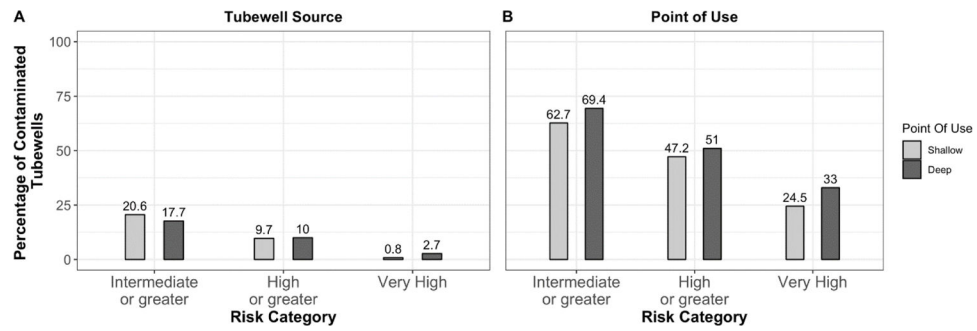 A
Tubewell Source
B
Point of Use
Percentage of Contaminated
Tubewells
100
75
50
25
0
20.6
17.7
9.7
10
0.8
2.7
62.7
69.4
47.2
51
24.5
33
Intermediate
or greater
High
or greater
Very High
Risk Category
Intermediate
or greater
High
or greater
Very High
Risk Category
Point Of Use
Shallow
Deep